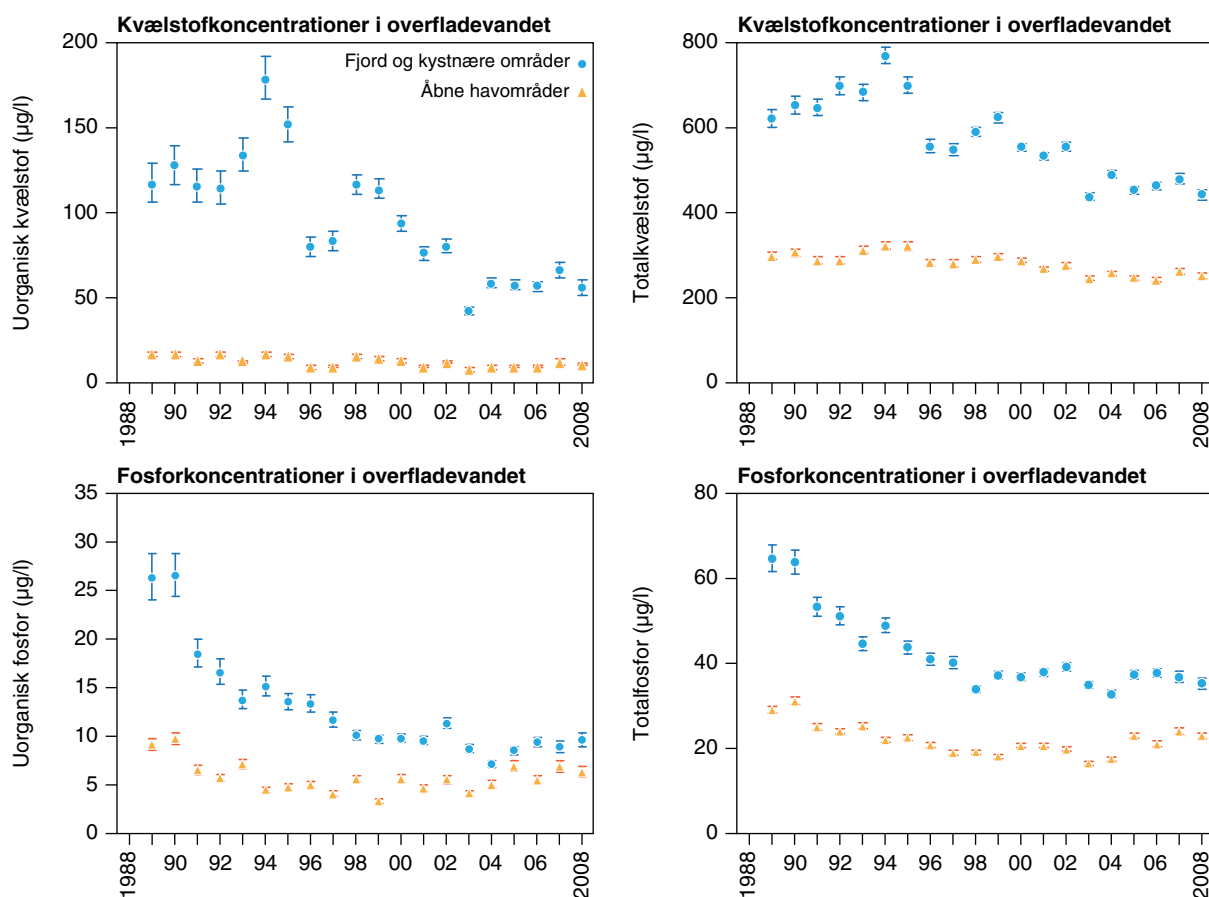 Kvælstofkoncentrationer i overfladevandet
200
150
100
50
0
Uorganisk kvælstof (µg/l)
Fjord og kystnære områder
Åbne havområder
1988 90 92 94 96 98 00 02 04 06 2008
Kvælstofkoncentrationer i overfladevandet
800
600
400
200
0
Totalkvælstof (µg/l)
1988 90 92 94 96 98 00 02 04 06 2008
Fosforkoncentrationer i overfladevandet
35
30
25
20
15
10
5
0
Uorganisk fosfor (µg/l)
1988 90 92 94 96 98 00 02 04 06 2008
Fosforkoncentrationer i overfladevandet
80
60
40
20
0
Totalfosfor (µg/l)
1988 90 92 94 96 98 00 02 04 06 2008